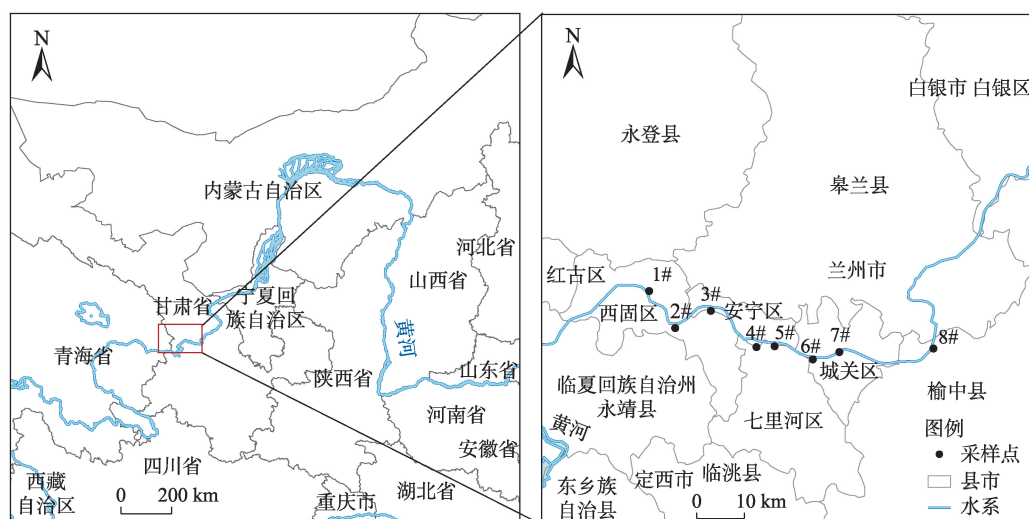 N
内蒙古自治区
河北省
山西省
宁夏回
族自治区
甘肃省
黄河
青海省
山东省
陕西省
河南省
安徽省
四川省
西藏
自治区
湖北省
重庆市
0 200 km
N
白银市 白银区
永登县
皋兰县
红古区
兰州市
1#
西固区
2#
3#
安宁区
4#
5#
6#
7#
8#
城关区
临夏回族自治州
永靖县
榆中县
七里河区
黄河
临洮县
定西市
东乡族
自治县
0 10 km
图例
采样点
县市
水系